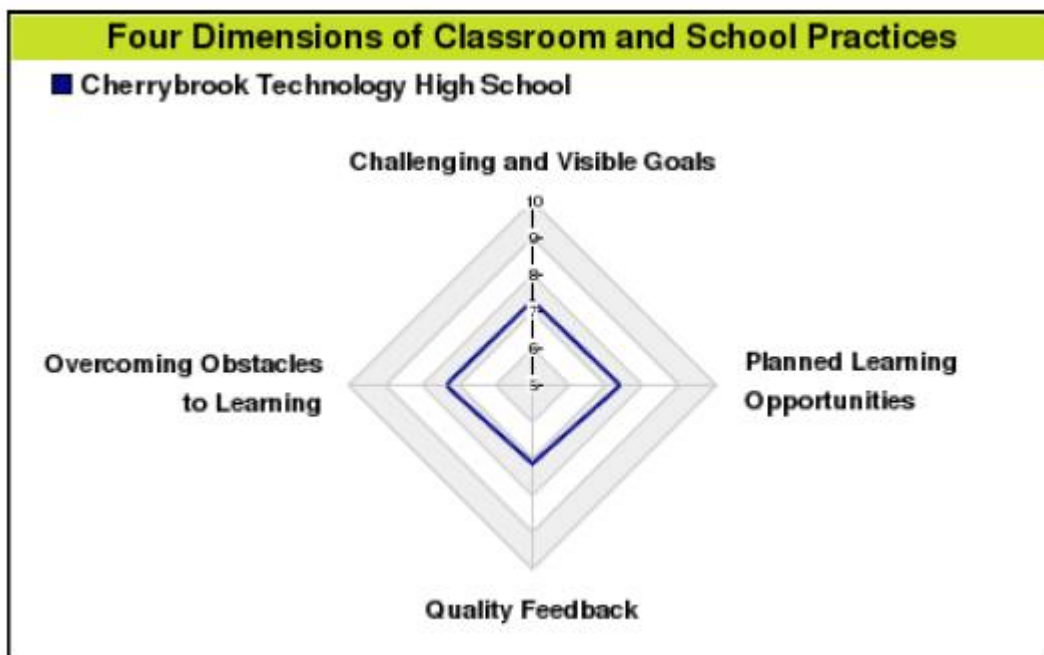 Four Dimensions of Classroom and School Practices
Cherrybrook Technology High School
Challenging and Visible Goals
10
9
8
7
6
5
Overcoming Obstacles
to Learning
Planned Learning
Opportunities
Quality Feedback